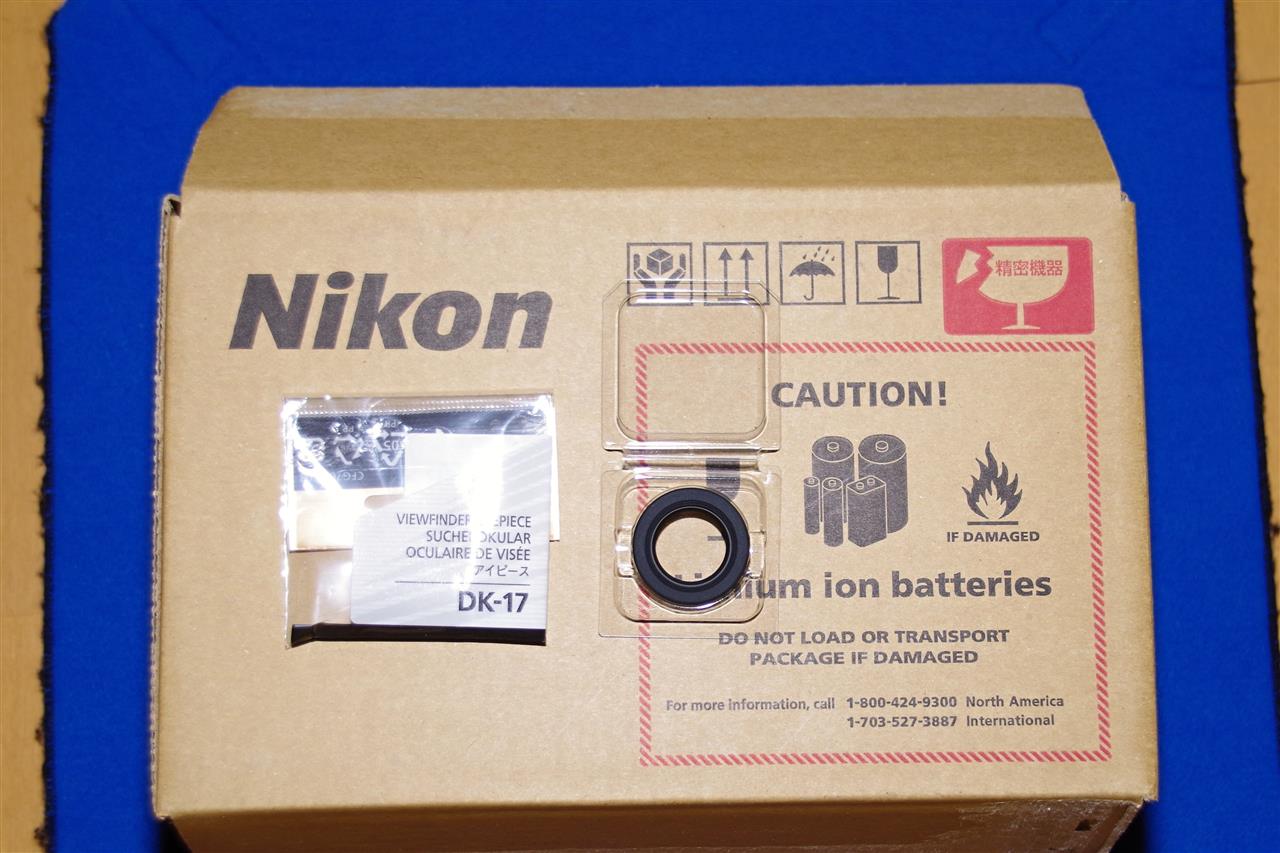 Nikon
精密機器
CAUTION!
IF DAMAGED
ium ion batteries
DO NOT LOAD OR TRANSPORT
PACKAGE IF DAMAGED
For more information, call 1-800-424-9300 North America
1-703-527-3887 International
VIEWFINDER EPIECE
SUCHEROKULAR
OCULAIRE DE VISÉE
アイピース
DK-17